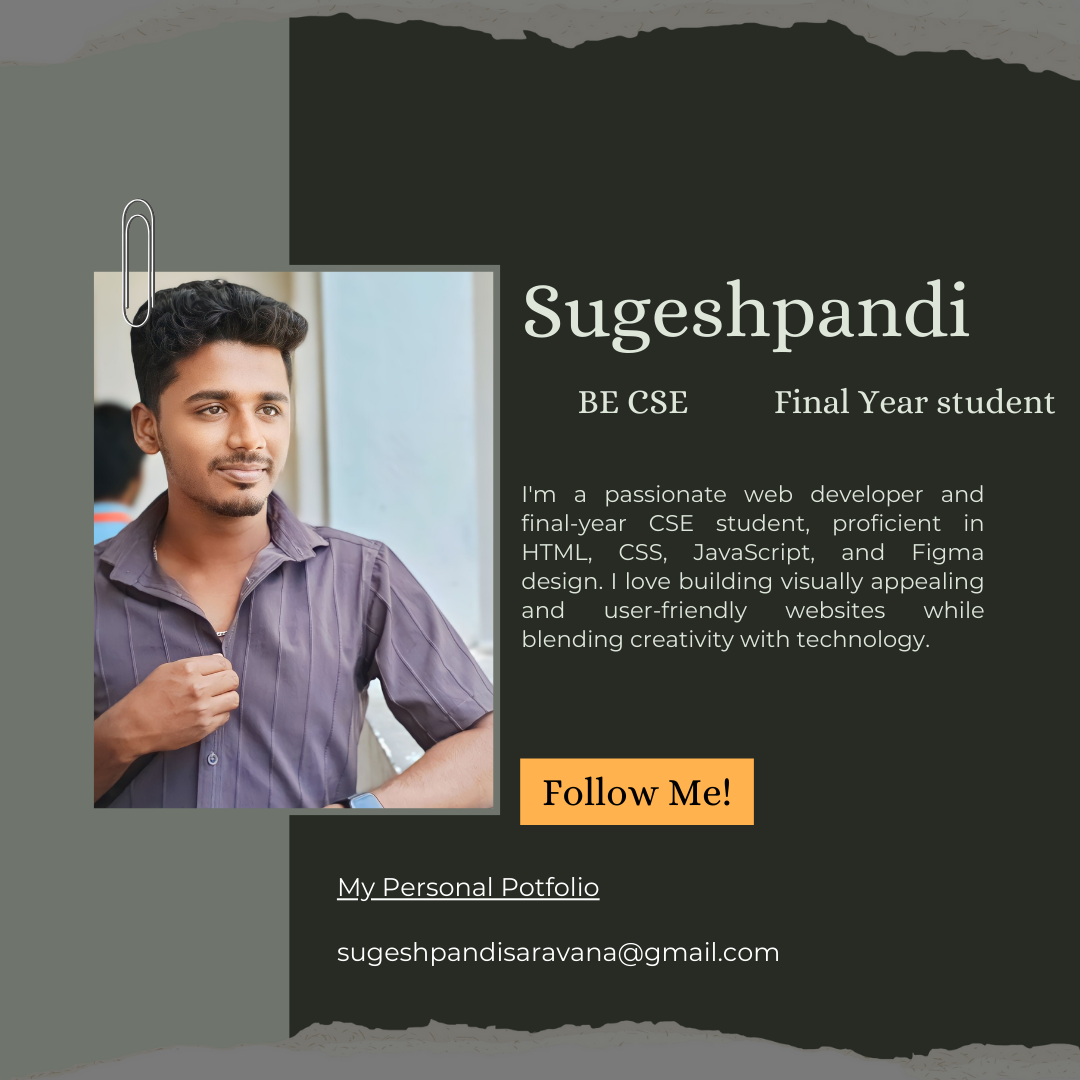 Sugeshpandi
BE CSE Final Year student
I'm a passionate web developer and
final-year CSE student, proficient in
HTML, CSS, JavaScript, and Figma
design. I love building visually appealing
and user-friendly websites while
blending creativity with technology.
Follow Me!
My Personal Potfolio
sugeshpandisaravana@gmail.com